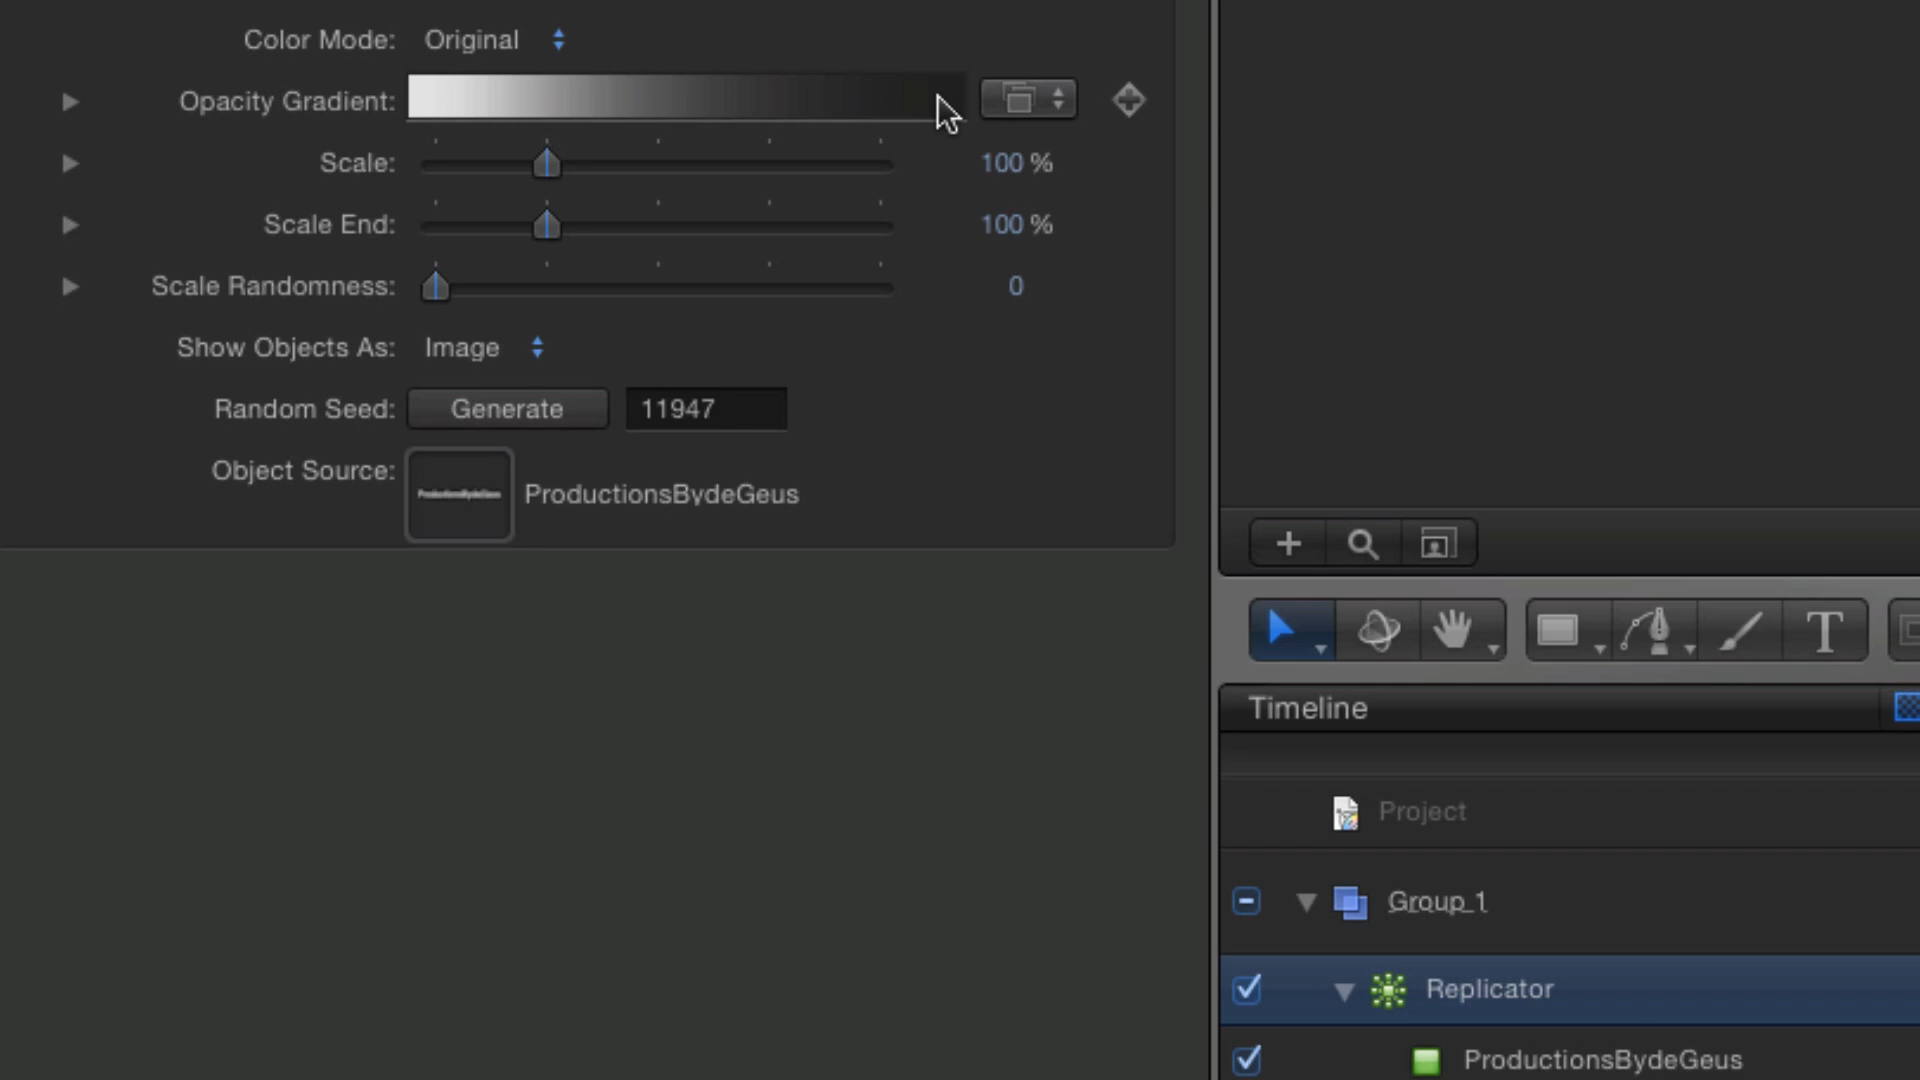 Color Mode: Original
Opacity Gradient:
Scale: 100 %
Scale End: 100 %
Scale Randomness: 0
Show Objects As: Image
Random Seed: Generate 11947
Object Source: ProductionsBydeGeus
ProductionsBydeGeus
T
Timeline
Project
Group_1
Replicator
ProductionsBydeGeus